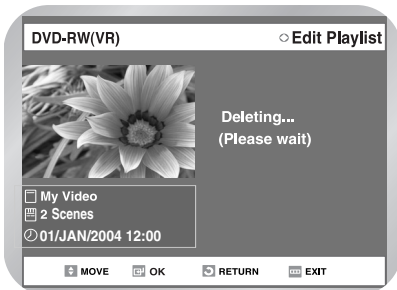 DVD-RW(VR) Edit Playlist
Deleting...
(Please wait)
My Video
2 Scenes
01/JAN/2004 12:00
MOVE OK RETURN EXIT